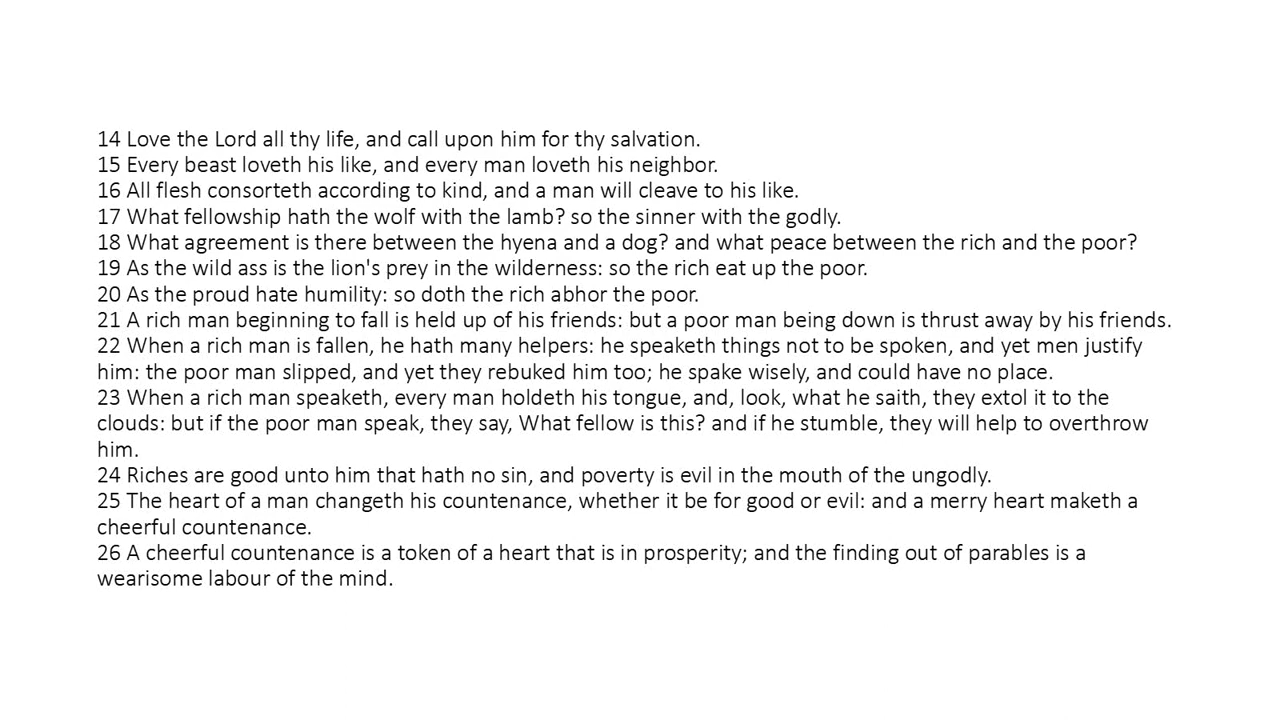 14 Love the Lord all thy life, and call upon him for thy salvation.
15 Every beast loveth his like, and every man loveth his neighbor.
16 All flesh consorteth according to kind, and a man will cleave to his like.
17 What fellowship hath the wolf with the lamb? so the sinner with the godly.
18 What agreement is there between the hyena and a dog? and what peace between the rich and the poor?
19 As the wild ass is the lion's prey in the wilderness: so the rich eat up the poor.
20 As the proud hate humility: so doth the rich abhor the poor.
21 A rich man beginning to fall is held up of his friends: but a poor man being down is thrust away by his friends.
22 When a rich man is fallen, he hath many helpers: he speaketh things not to be spoken, and yet men justify
him: the poor man slipped, and yet they rebuked him too; he spake wisely, and could have no place.
23 When a rich man speaketh, every man holdeth his tongue, and, look, what he saith, they extol it to the
clouds: but if the poor man speak, they say, What fellow is this? and if he stumble, they will help to overthrow
him.
24 Riches are good unto him that hath no sin, and poverty is evil in the mouth of the ungodly.
25 The heart of a man changeth his countenance, whether it be for good or evil: and a merry heart maketh a
cheerful countenance.
26 A cheerful countenance is a token of a heart that is in prosperity; and the finding out of parables is a
wearisome labour of the mind.